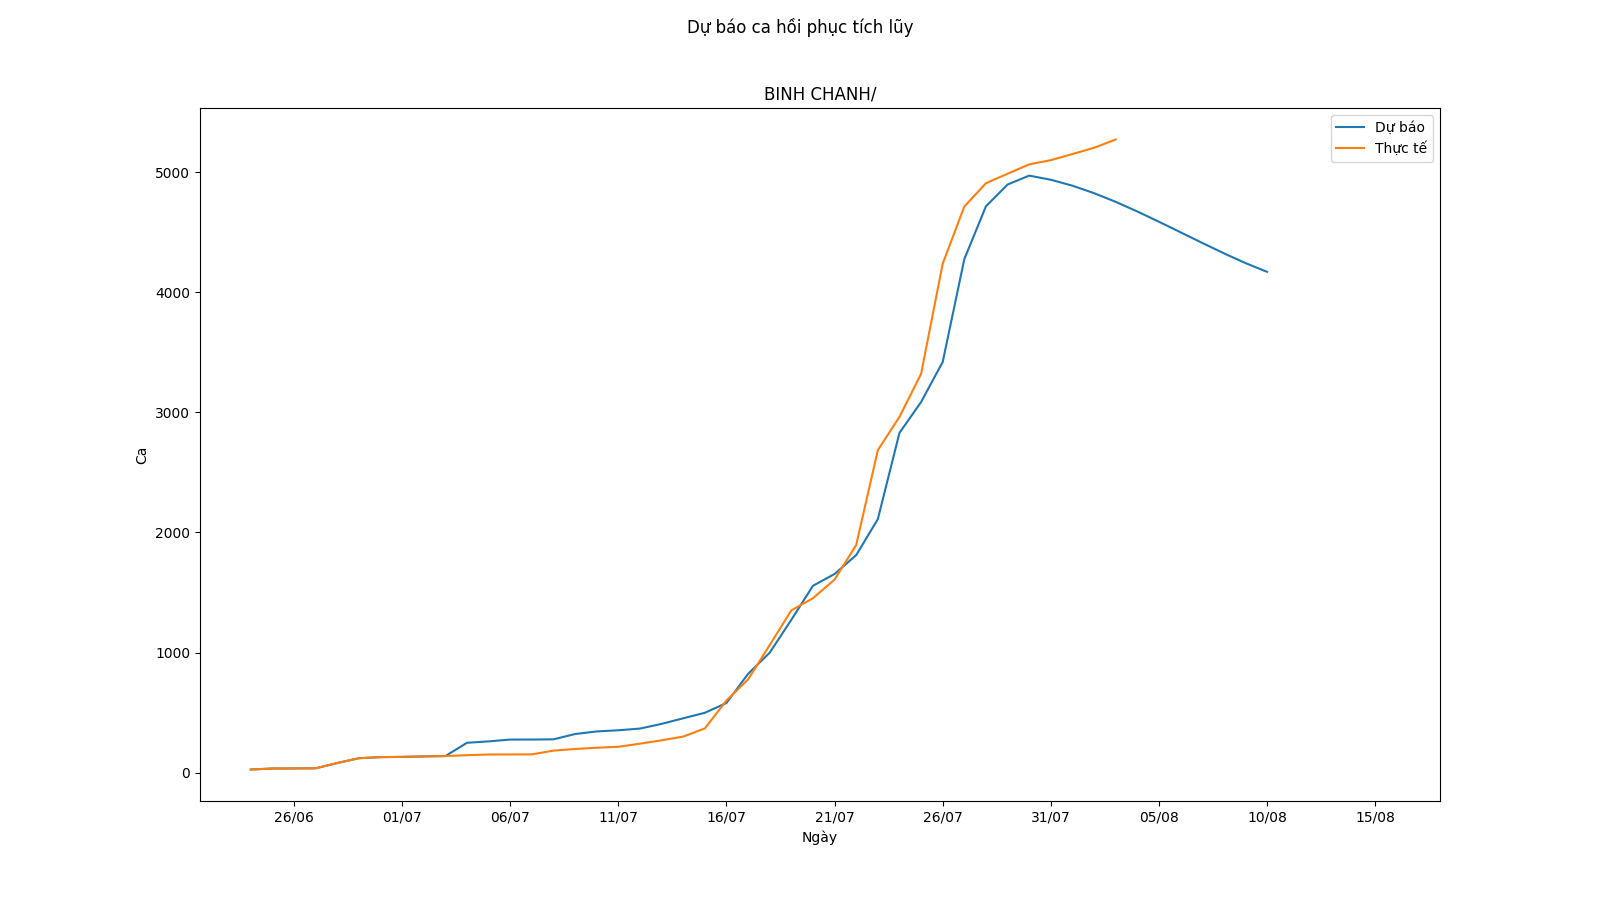 Dự báo ca hồi phục tích lũy
BINH CHANH/
Dự báo
Thực tế
5000
4000
3000
2000
1000
0
Ca
26/06 01/07 06/07 11/07 16/07 21/07 26/07 31/07 05/08 10/08 15/08
Ngày